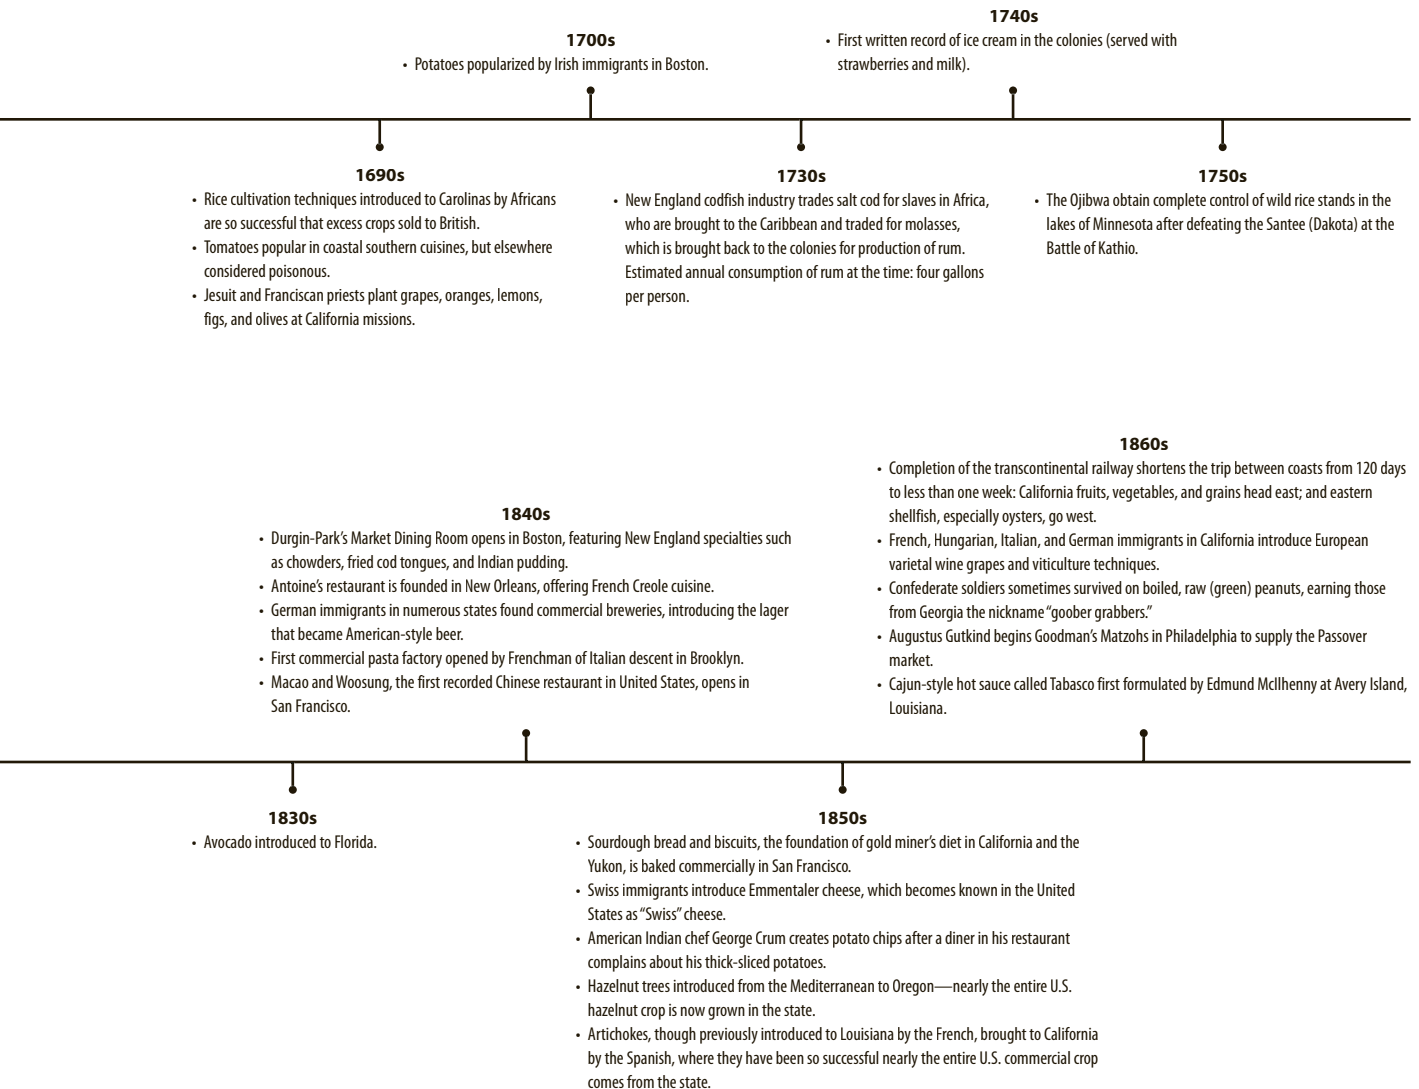 1740s
• First written record of ice cream in the colonies (served with
strawberries and milk).
1700s
• Potatoes popularized by Irish immigrants in Boston.
1690s
• Rice cultivation techniques introduced to Carolinas by Africans
are so successful that excess crops sold to British.
• Tomatoes popular in coastal southern cuisines, but elsewhere
considered poisonous.
• Jesuit and Franciscan priests plant grapes, oranges, lemons,
figs, and olives at California missions.
1730s
• New England codfish industry trades salt cod for slaves in Africa,
who are brought to the Caribbean and traded for molasses,
which is brought back to the colonies for production of rum.
Estimated annual consumption of rum at the time: four gallons
per person.
1750s
• The Ojibwa obtain complete control of wild rice stands in the
lakes of Minnesota after defeating the Santee (Dakota) at the
Battle of Kathio.
1840s
• Durgin-Park’s Market Dining Room opens in Boston, featuring New England specialties such
as chowders, fried cod tongues, and Indian pudding.
• Antoine’s restaurant is founded in New Orleans, offering French Creole cuisine.
• German immigrants in numerous states found commercial breweries, introducing the lager
that became American-style beer.
• First commercial pasta factory opened by Frenchman of Italian descent in Brooklyn.
• Macao and Woosung, the first recorded Chinese restaurant in United States, opens in
San Francisco.
1860s
• Completion of the transcontinental railway shortens the trip between coasts from 120 days
to less than one week: California fruits, vegetables, and grains head east; and eastern
shellfish, especially oysters, go west.
• French, Hungarian, Italian, and German immigrants in California introduce European
varietal wine grapes and viticulture techniques.
• Confederate soldiers sometimes survived on boiled, raw (green) peanuts, earning those
from Georgia the nickname “goober grabbers.”
• Augustus Gutkind begins Goodman’s Matzohs in Philadelphia to supply the Passover
market.
• Cajun-style hot sauce called Tabasco first formulated by Edmund McIlhenny at Avery Island,
Louisiana.
1830s
• Avocado introduced to Florida.
1850s
• Sourdough bread and biscuits, the foundation of gold miner’s diet in California and the
Yukon, is baked commercially in San Francisco.
• Swiss immigrants introduce Emmentaler cheese, which becomes known in the United
States as “Swiss” cheese.
• American Indian chef George Crum creates potato chips after a diner in his restaurant
complains about his thick-sliced potatoes.
• Hazelnut trees introduced from the Mediterranean to Oregon—nearly the entire U.S.
hazelnut crop is now grown in the state.
• Artichokes, though previously introduced to Louisiana by the French, brought to California
by the Spanish, where they have been so successful nearly the entire U.S. commercial crop
comes from the state.